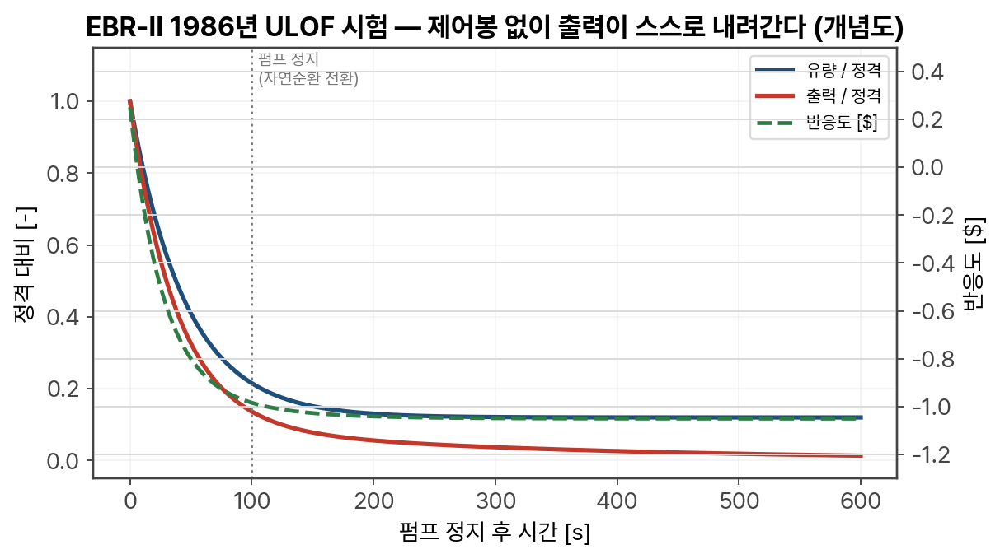 EBR-II 1986년 ULOF 시험 — 제어봉 없이 출력이 스스로 내려간다 (개념도)
펌프 정지
(자연순환 전환)
유량 / 정격
출력 / 정격
반응도 [$]
정격 대비 [-]
1.0
0.8
0.6
0.4
0.2
0.0
0.4
0.2
0.0
-0.2
-0.4
-0.6
-0.8
-1.0
-1.2
반응도 [$]
0 100 200 300 400 500 600
펌프 정지 후 시간 [s]